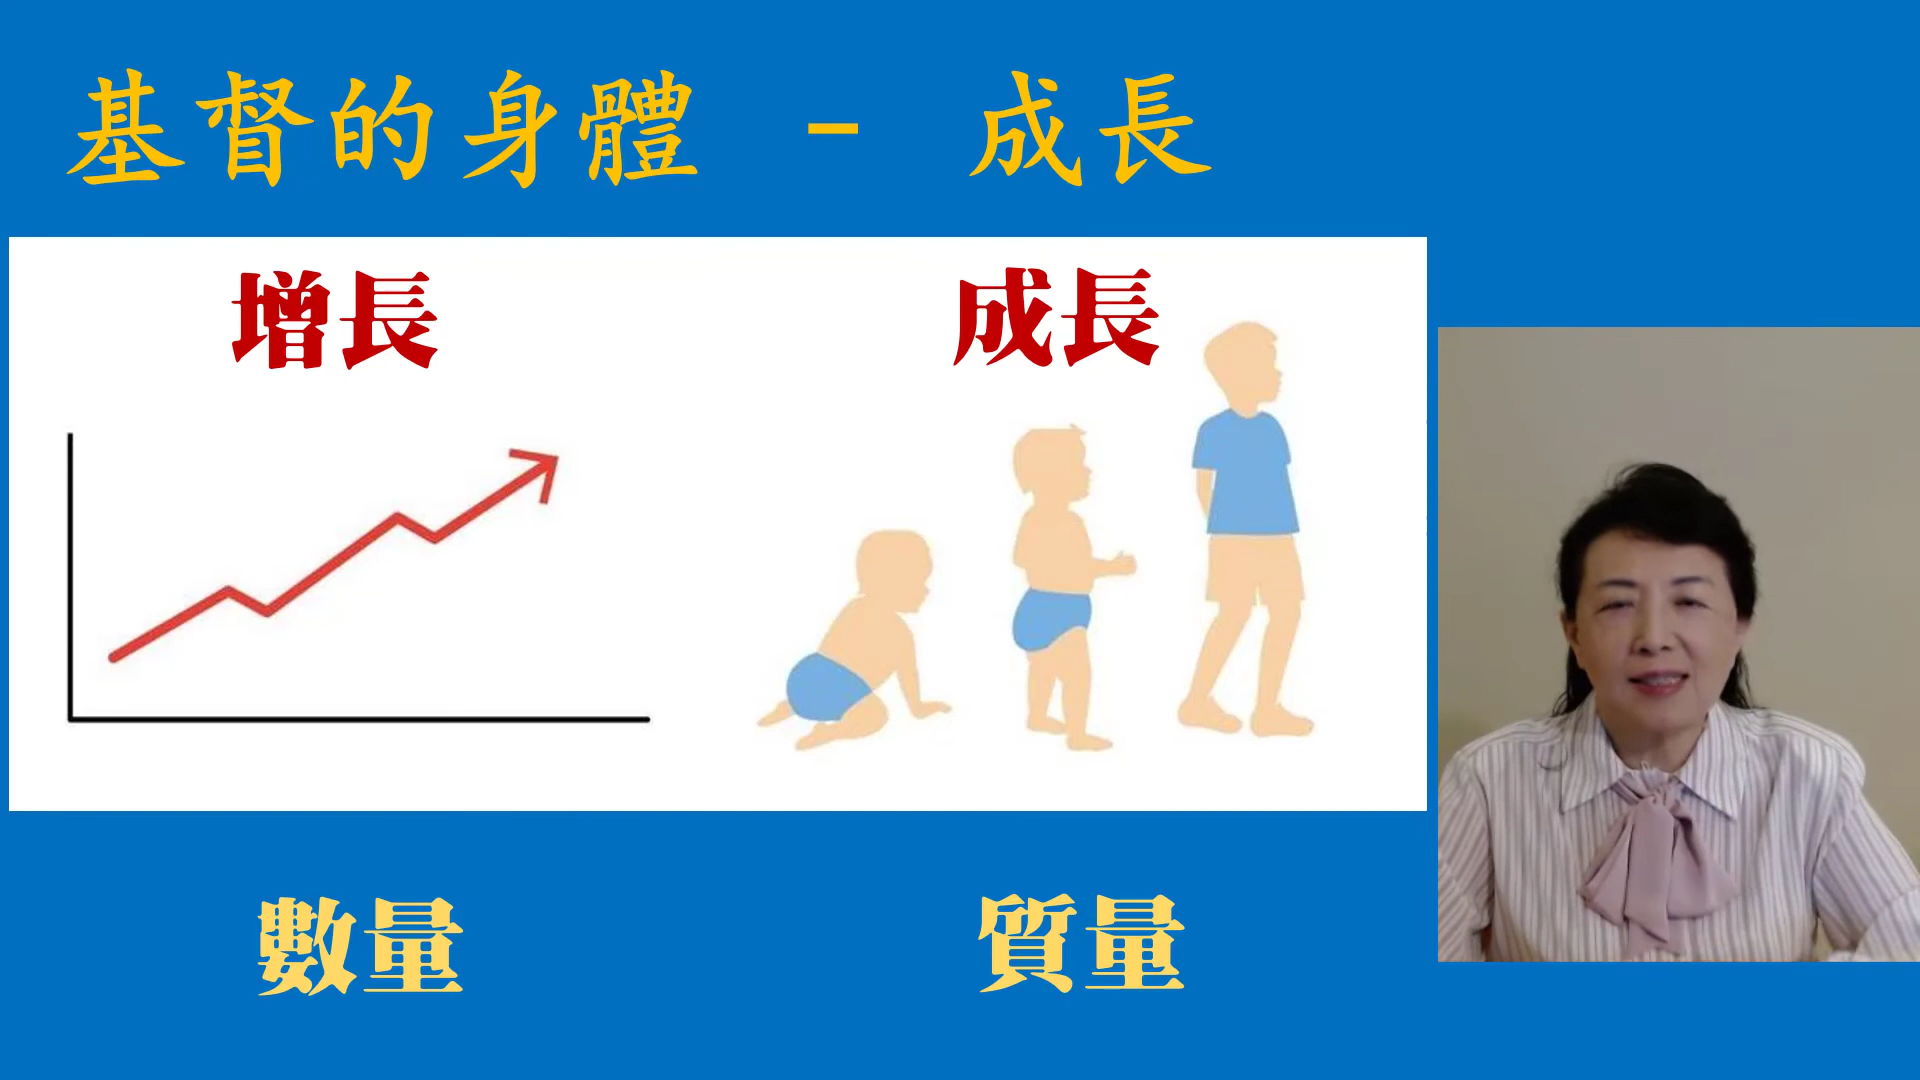 基督的身體 - 成長
增長 成長
數量 質量